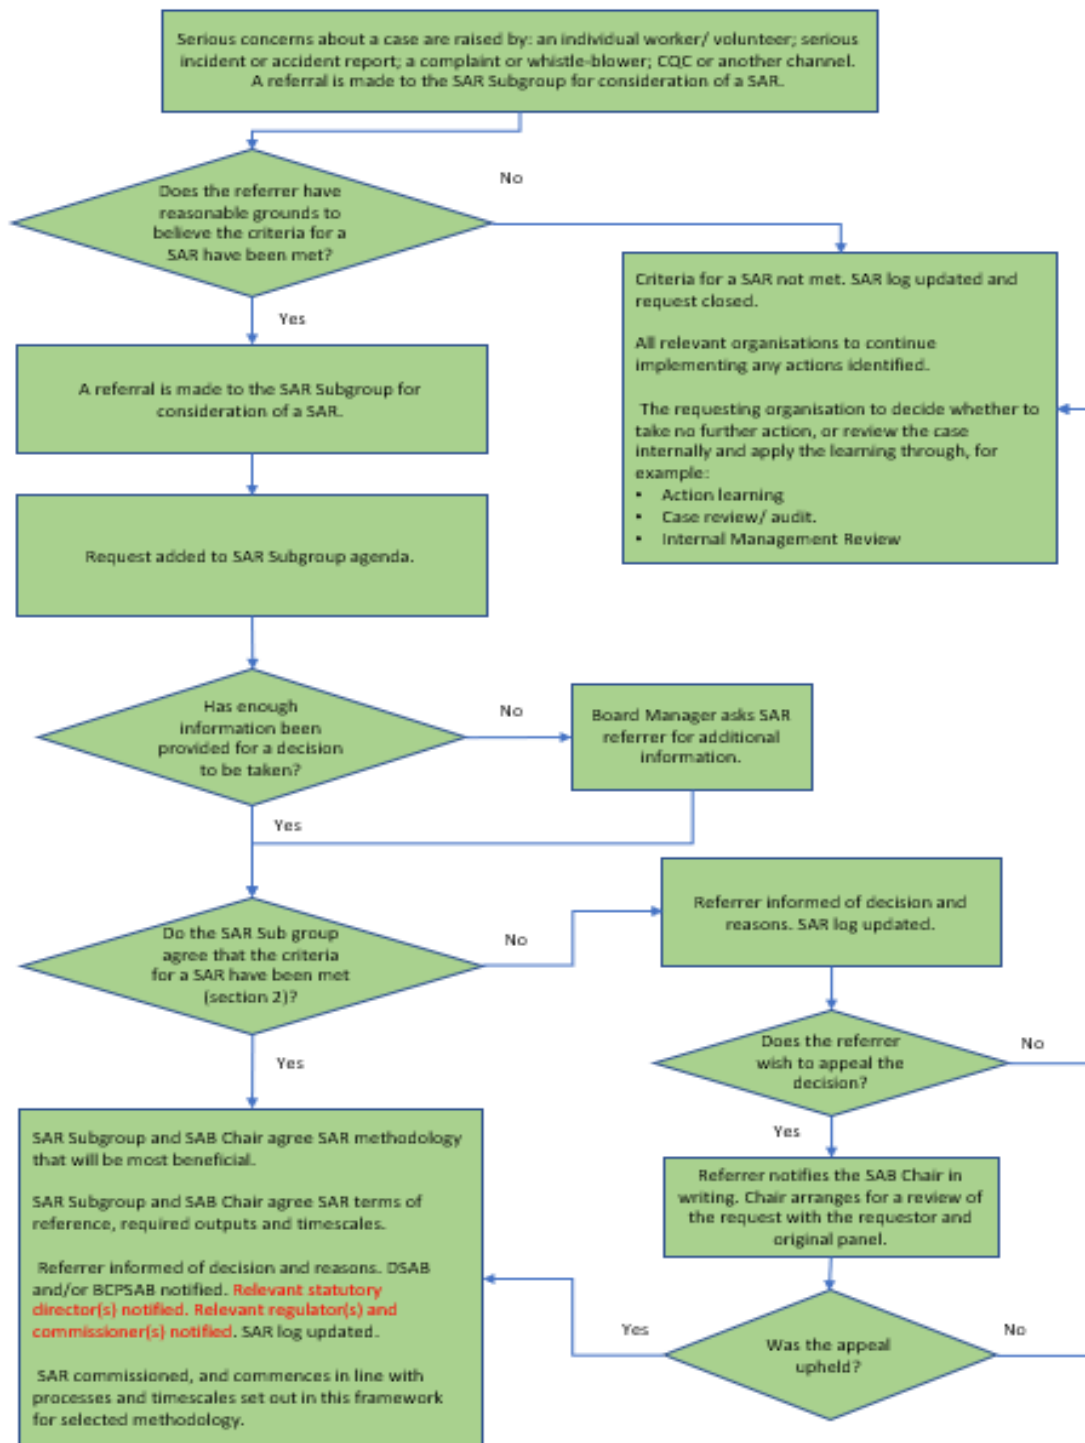 Serious concerns about a case are raised by: an individual worker/ volunteer; serious
incident or accident report; a complaint or whistle-blower; CQC or another channel.
A referral is made to the SAR Subgroup for consideration of a SAR.
Does the referrer have
reasonable grounds to
believe the criteria for a
SAR have been met?
No
Yes
Criteria for a SAR not met. SAR log updated and
request closed.
All relevant organisations to continue
implementing any actions identified.
The requesting organisation to decide whether to
take no further action, or review the case
internally and apply the learning through, for
example:
• Action learning
• Case review/ audit.
• Internal Management Review
A referral is made to the SAR Subgroup for
consideration of a SAR.
Request added to SAR Subgroup agenda.
Has enough
information been
provided for a decision
to be taken?
No
Board Manager asks SAR
referrer for additional
information.
Yes
Do the SAR Sub group
agree that the criteria
for a SAR have been met
(section 2)?
No
Referrer informed of decision and
reasons. SAR log updated.
Yes
Does the referrer
wish to appeal the
decision?
No
Yes
Referrer notifies the SAB Chair in
writing. Chair arranges for a review of
the request with the requestor and
original panel.
Was the appeal
upheld?
Yes
No
SAR Subgroup and SAB Chair agree SAR methodology
that will be most beneficial.
SAR Subgroup and SAB Chair agree SAR terms of
reference, required outputs and timescales.
Referrer informed of decision and reasons. DSAB
and/or BCPSAB notified. Relevant statutory
director(s) notified. Relevant regulator(s) and
commissioner(s) notified. SAR log updated.
SAR commissioned, and commences in line with
processes and timescales set out in this framework
for selected methodology.